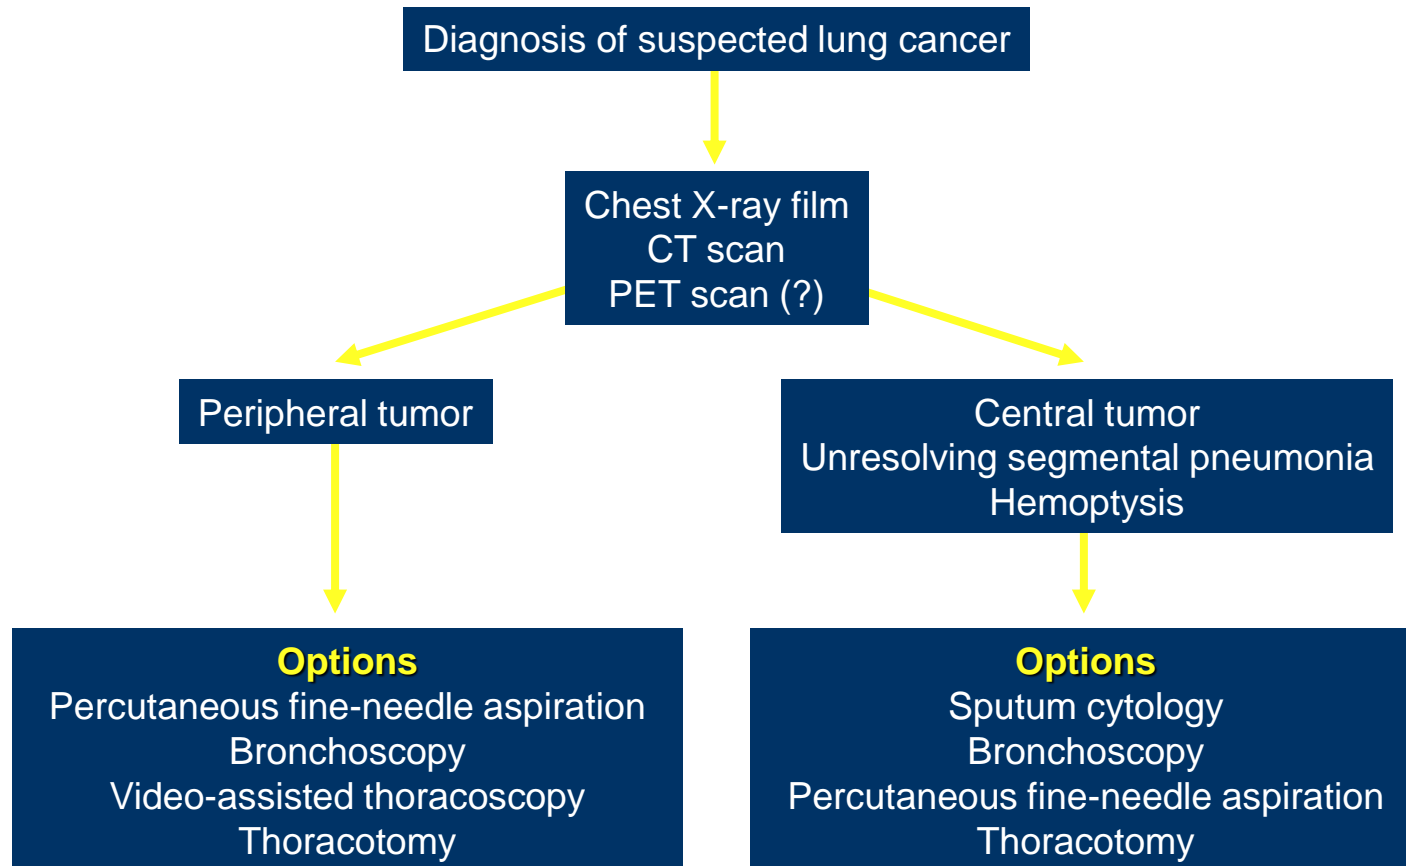 Diagnosis of suspected lung cancer
Chest X-ray film
CT scan
PET scan (?)
Peripheral tumor
Central tumor
Unresolving segmental pneumonia
Hemoptysis
Options
Percutaneous fine-needle aspiration
Bronchoscopy
Video-assisted thoracoscopy
Thoracotomy
Options
Sputum cytology
Bronchoscopy
Percutaneous fine-needle aspiration
Thoracotomy